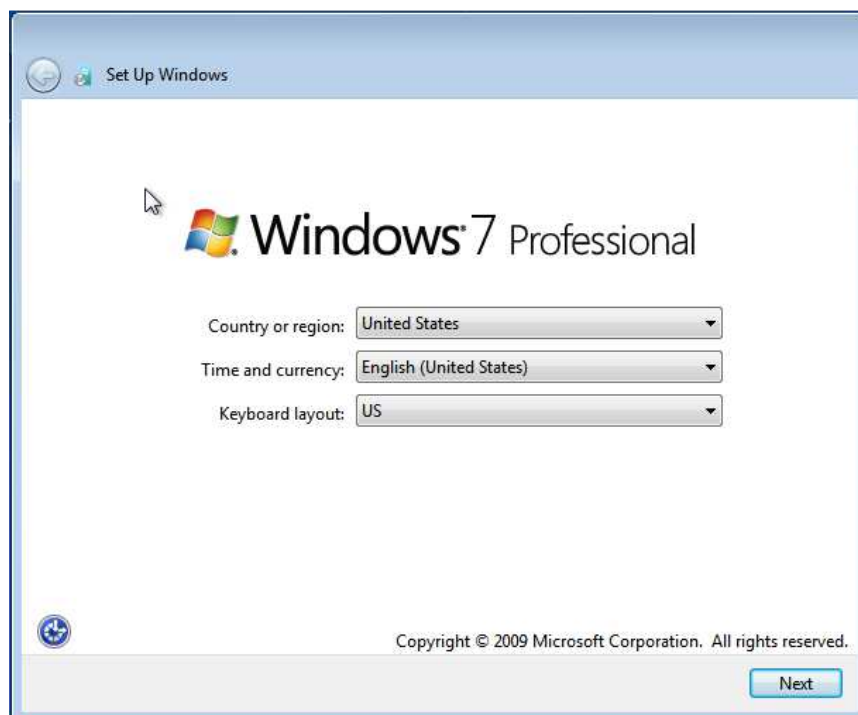 Set Up Windows
Windows 7 Professional
Country or region: United States
Time and currency: English (United States)
Keyboard layout: US
Copyright © 2009 Microsoft Corporation. All rights reserved.
Next